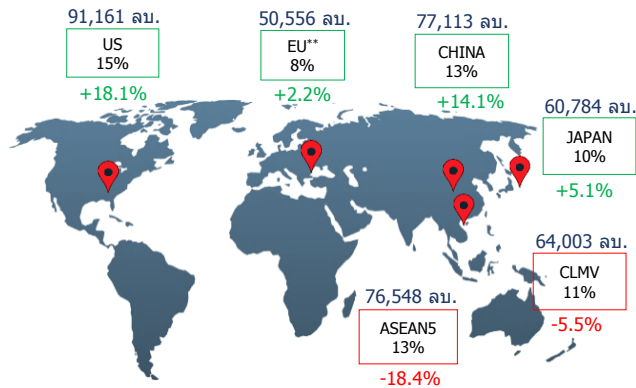 91,161 ลบ.
US
15%
+18.1%
50,556 ลบ.
EU**
8%
+2.2%
77,113 ลบ.
CHINA
13%
+14.1%
60,784 ลบ.
JAPAN
10%
+5.1%
64,003 ลบ.
CLMV
11%
-5.5%
76,548 ลบ.
ASEAN5
13%
-18.4%